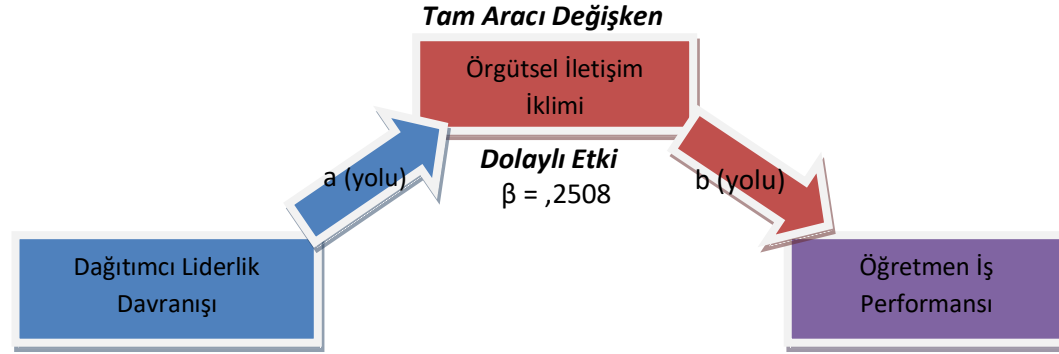 Tam Aracı Değişken
Örgütsel İletişim
İklimi
Dolaylı Etki
β = ,2508
a (yolu)
b (yolu)
Dağıtımcı Liderlik
Davranışı
Öğretmen İş
Performansı